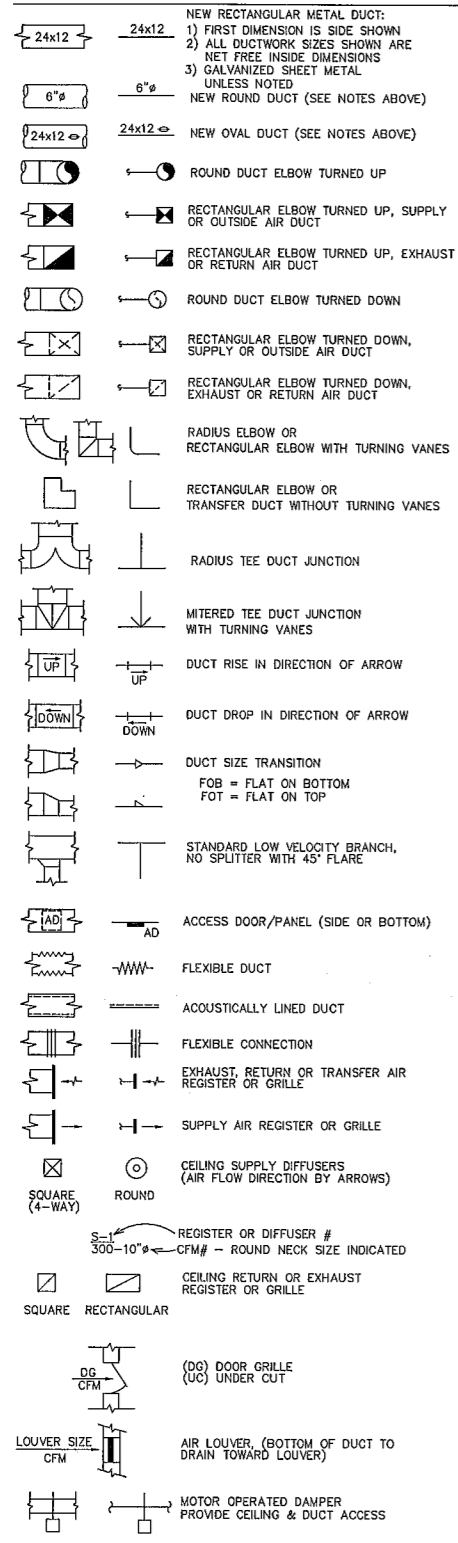 NEW RECTANGULAR METAL DUCT:
24x12 24x12 1) FIRST DIMENSION IS SIDE SHOWN
2) ALL DUCTWORK SIZES SHOWN ARE
NET FREE INSIDE DIMENSIONS
3) GALVANIZED SHEET METAL
UNLESS NOTED
6"ø 6"ø NEW ROUND DUCT (SEE NOTES ABOVE)
24x12 24x12 NEW OVAL DUCT (SEE NOTES ABOVE)
ROUND DUCT ELBOW TURNED UP
RECTANGULAR ELBOW TURNED UP, SUPPLY
OR OUTSIDE AIR DUCT
RECTANGULAR ELBOW TURNED UP, EXHAUST
OR RETURN AIR DUCT
ROUND DUCT ELBOW TURNED DOWN
RECTANGULAR ELBOW TURNED DOWN,
SUPPLY OR OUTSIDE AIR DUCT
RECTANGULAR ELBOW TURNED DOWN,
EXHAUST OR RETURN AIR DUCT
RADIUS ELBOW OR
RECTANGULAR ELBOW WITH TURNING VANES
RECTANGULAR ELBOW OR
TRANSFER DUCT WITHOUT TURNING VANES
RADIUS TEE DUCT JUNCTION
MITERED TEE DUCT JUNCTION
WITH TURNING VANES
UP UP DUCT RISE IN DIRECTION OF ARROW
DOWN DOWN DUCT DROP IN DIRECTION OF ARROW
DUCT SIZE TRANSITION
FOB = FLAT ON BOTTOM
FOT = FLAT ON TOP
STANDARD LOW VELOCITY BRANCH,
NO SPLITTER WITH 45° FLARE
AD AD ACCESS DOOR/PANEL (SIDE OR BOTTOM)
FLEXIBLE DUCT
ACOUSTICALLY LINED DUCT
FLEXIBLE CONNECTION
EXHAUST, RETURN OR TRANSFER AIR
REGISTER OR GRILLE
SUPPLY AIR REGISTER OR GRILLE
CEILING SUPPLY DIFFUSERS
(AIR FLOW DIRECTION BY ARROWS)
SQUARE ROUND
(4-WAY)
S-1 REGISTER OR DIFFUSER #
300-10"ø CFM# - ROUND NECK SIZE INDICATED
CEILING RETURN OR EXHAUST
REGISTER OR GRILLE
SQUARE RECTANGULAR
(DG) DOOR GRILLE
DG (UC) UNDER CUT
CFM
LOUVER SIZE AIR LOUVER, (BOTTOM OF DUCT TO
CFM DRAIN TOWARD LOUVER)
MOTOR OPERATED DAMPER
PROVIDE CEILING & DUCT ACCESS